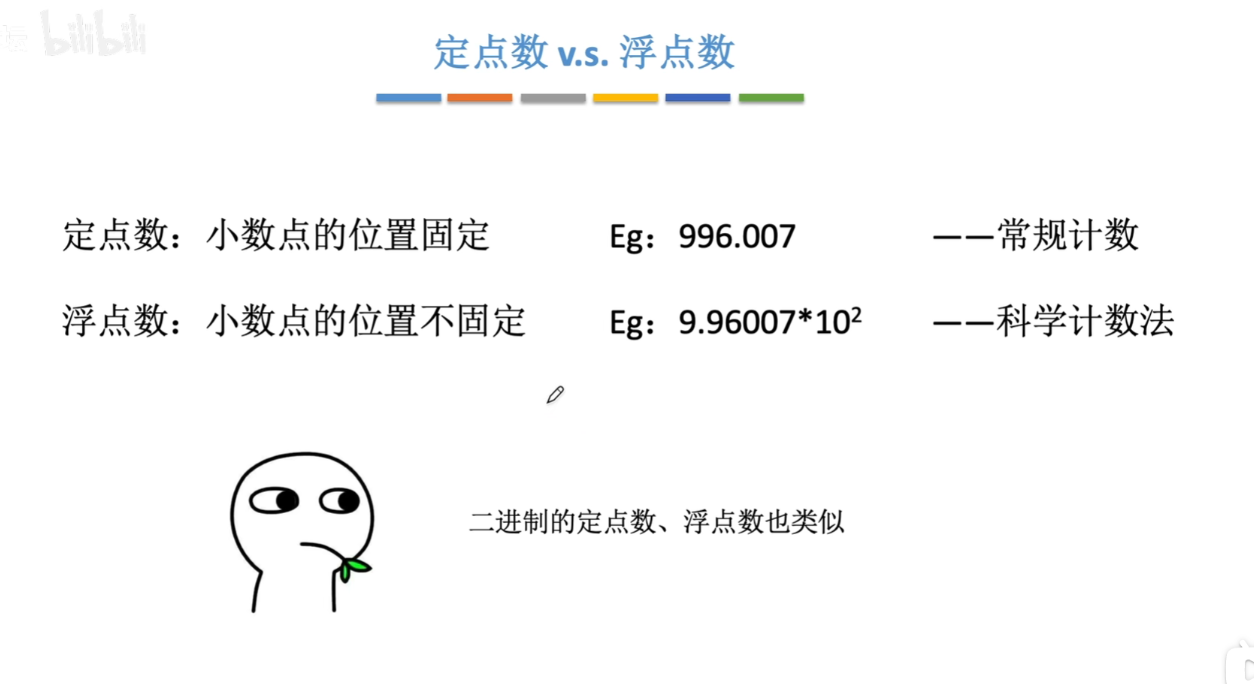 bilibili
定点数 v.s. 浮点数
定点数：小数点的位置固定 Eg：996.007 ——常规计数
浮点数：小数点的位置不固定 Eg：9.96007*10² ——科学计数法
二进制的定点数、浮点数也类似